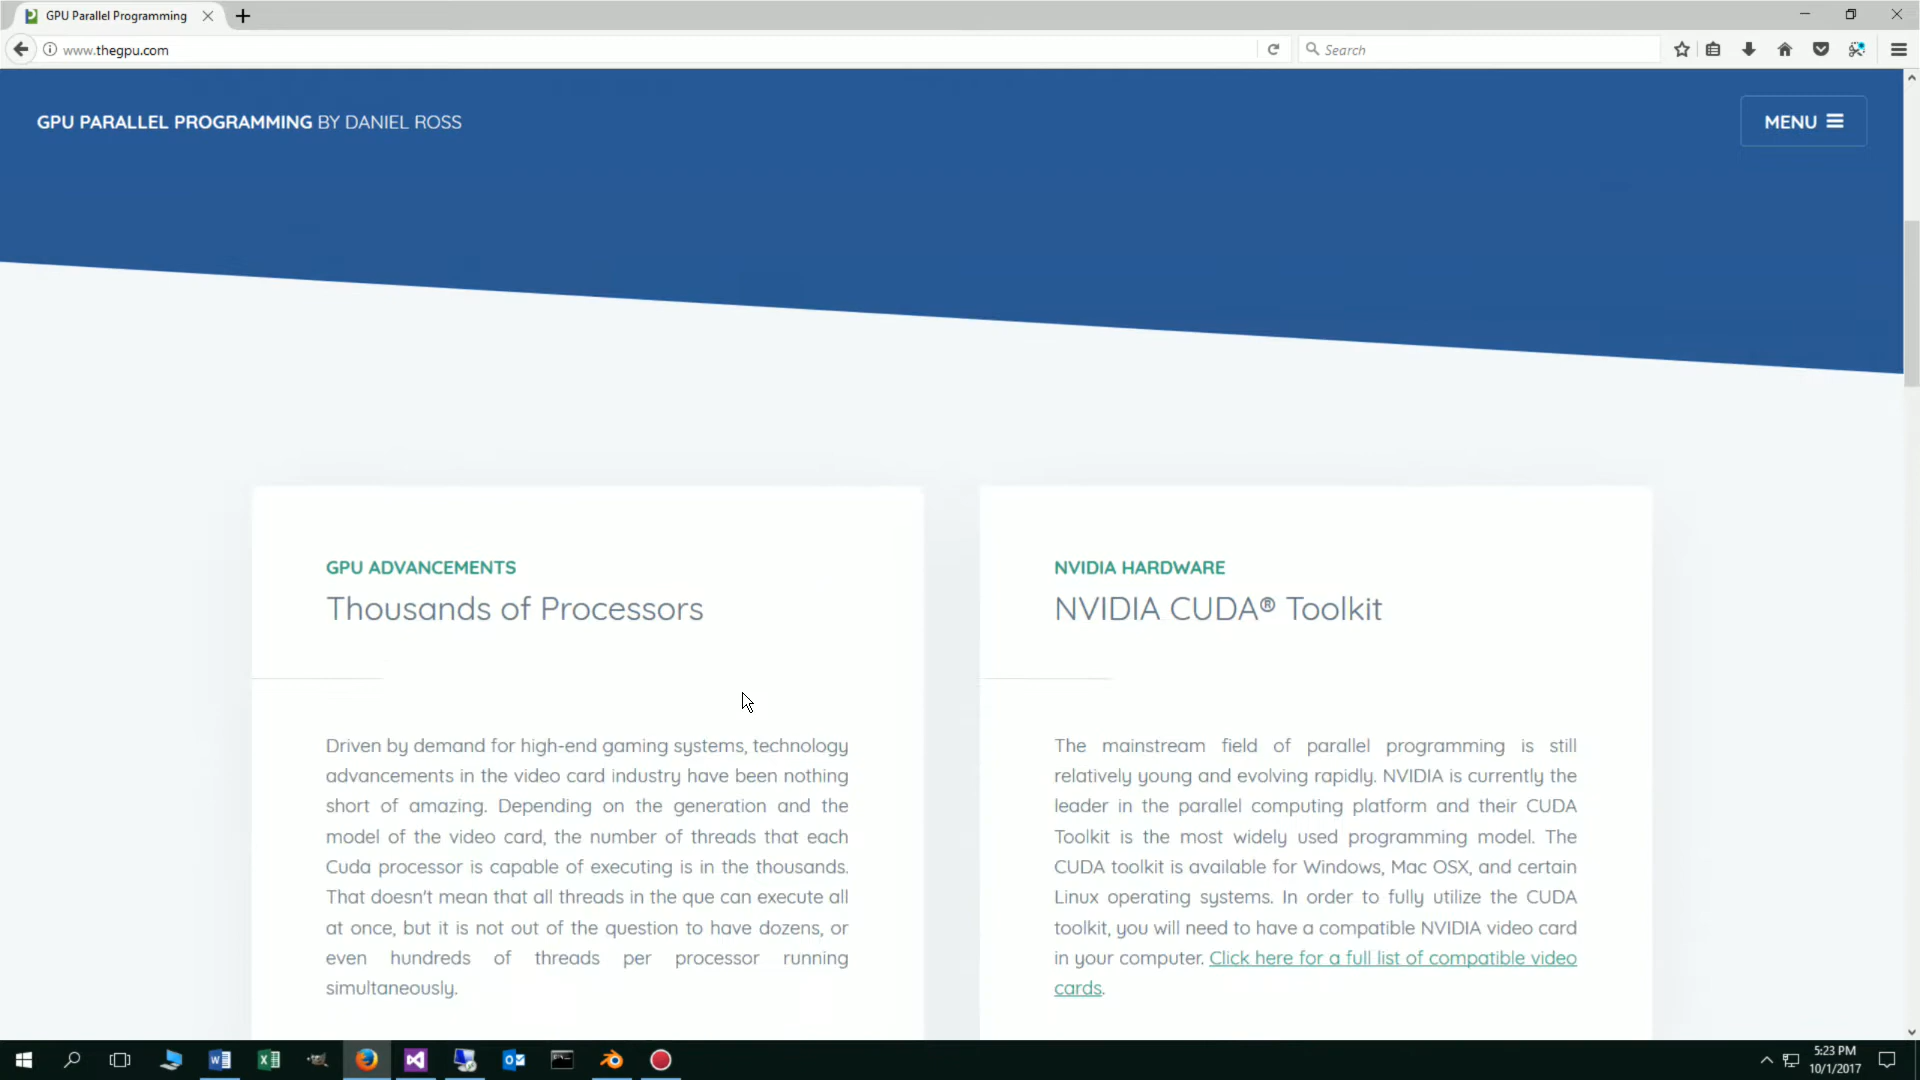 GPU Parallel Programming
www.thegpu.com
Search
GPU PARALLEL PROGRAMMING BY DANIEL ROSS
MENU
GPU ADVANCEMENTS
Thousands of Processors
Driven by demand for high-end gaming systems, technology
advancements in the video card industry have been nothing
short of amazing. Depending on the generation and the
model of the video card, the number of threads that each
Cuda processor is capable of executing is in the thousands.
That doesn't mean that all threads in the que can execute all
at once, but it is not out of the question to have dozens, or
even hundreds of threads per processor running
simultaneously.
NVIDIA HARDWARE
NVIDIA CUDA® Toolkit
The mainstream field of parallel programming is still
relatively young and evolving rapidly. NVIDIA is currently the
leader in the parallel computing platform and their CUDA
Toolkit is the most widely used programming model. The
CUDA toolkit is available for Windows, Mac OSX, and certain
Linux operating systems. In order to fully utilize the CUDA
toolkit, you will need to have a compatible NVIDIA video card
in your computer. Click here for a full list of compatible video
cards.
5:23 PM
10/1/2017